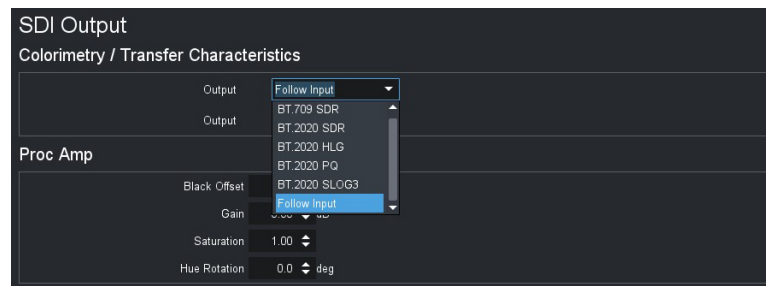 SDI Output
Colorimetry / Transfer Characteristics
Output Follow Input
BT.709 SDR
Output
BT.2020 SDR
BT.2020 HLG
BT.2020 PQ
Proc Amp
Black Offset BT.2020 SLOG3
Follow Input
Gain
Saturation 1.00
Hue Rotation 0.0 deg